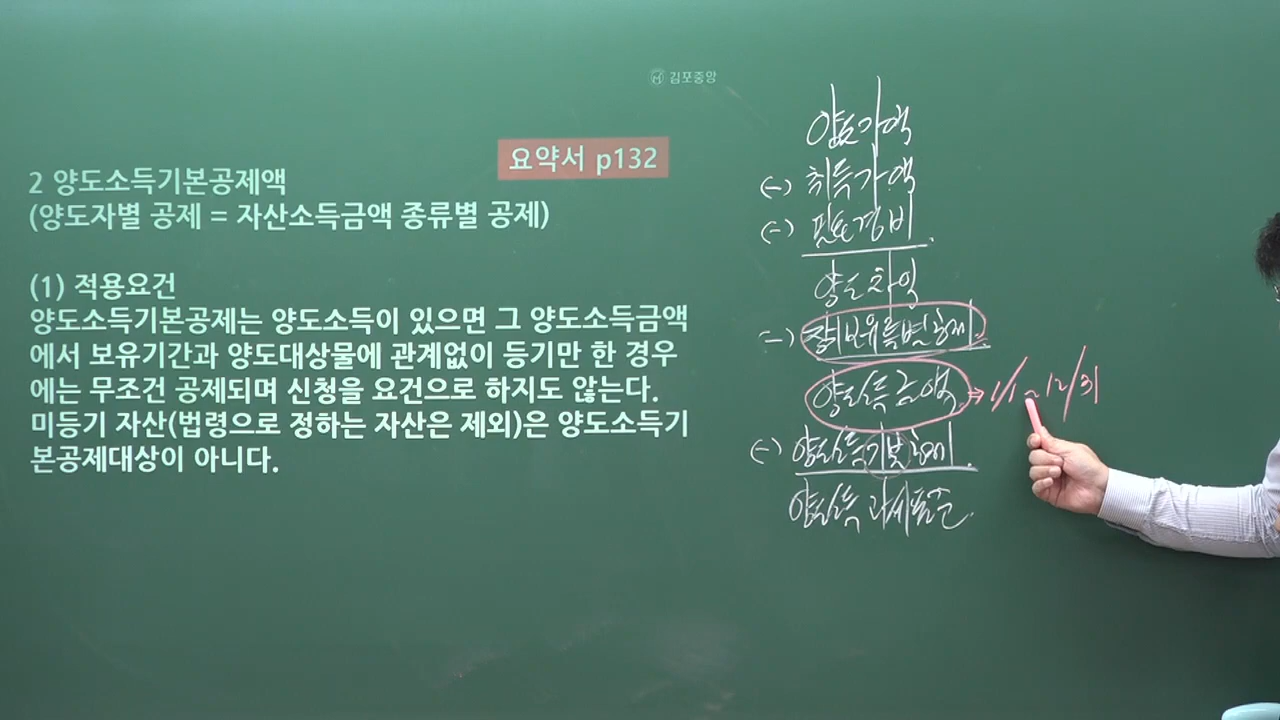 김포중앙
요약서 p132
2 양도소득기본공제액
(양도자별 공제 = 자산소득금액 종류별 공제)
(1) 적용요건
양도소득기본공제는 양도소득이 있으면 그 양도소득금액
에서 보유기간과 양도대상물에 관계없이 등기만 한 경우
에는 무조건 공제되며 신청을 요건으로 하지도 않는다.
미등기 자산(법령으로 정하는 자산은 제외)은 양도소득기
본공제대상이 아니다.
양도가액
(-) 취득가액
(-) 필요경비
양도차익
(-) 장기보유특별공제
양도소득금액 → 1/1 ~ 12/31
(-) 양도소득기본공제
양도소득 과세표준